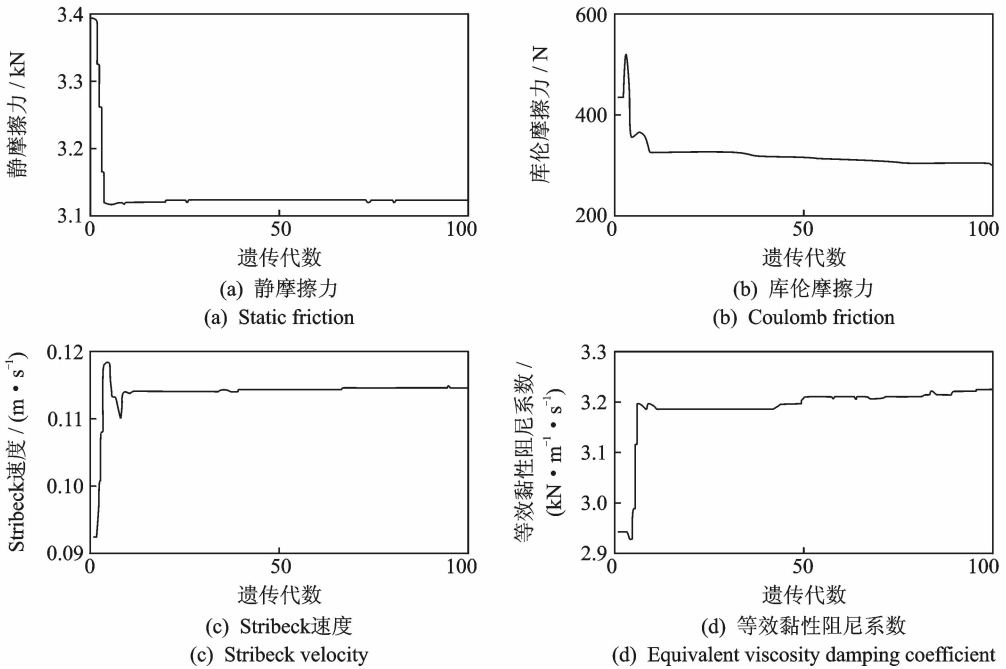 3.4
3.3
3.2
3.1
静摩擦力 / kN
0
50
100
遗传代数
(a) 静摩擦力
(a) Static friction
600
400
200
库伦摩擦力 / N
0
50
100
遗传代数
(b) 库伦摩擦力
(b) Coulomb friction
0.12
0.11
0.10
0.09
Stribeck速度 / (m•s⁻¹)
0
50
100
遗传代数
(c) Stribeck速度
(c) Stribeck velocity
3.3
3.2
3.1
3.0
2.9
等效黏性阻尼系数 /
(kN•m⁻¹•s⁻¹)
0
50
100
遗传代数
(d) 等效黏性阻尼系数
(d) Equivalent viscosity damping coefficient